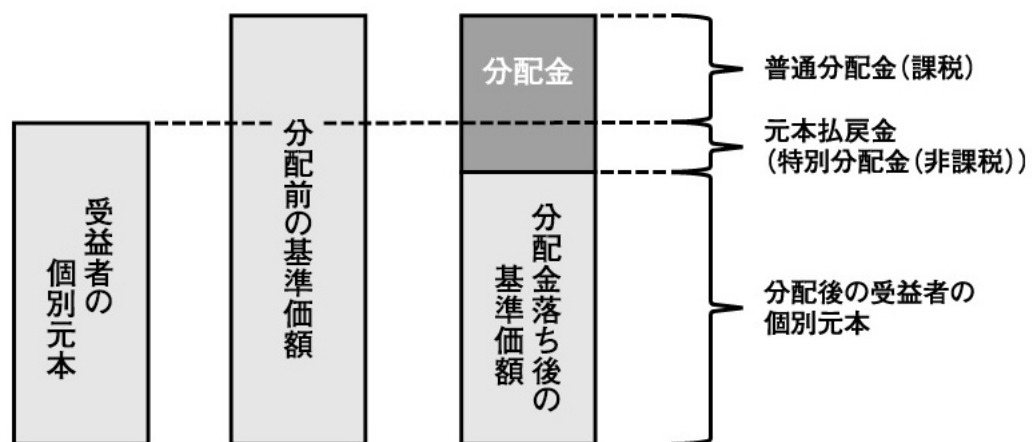 受益者の
個別元本
分配前の基準価額
分配金
分配金落ち後の
基準価額
普通分配金(課税)
元本払戻金
(特別分配金(非課税))
分配後の受益者の
個別元本